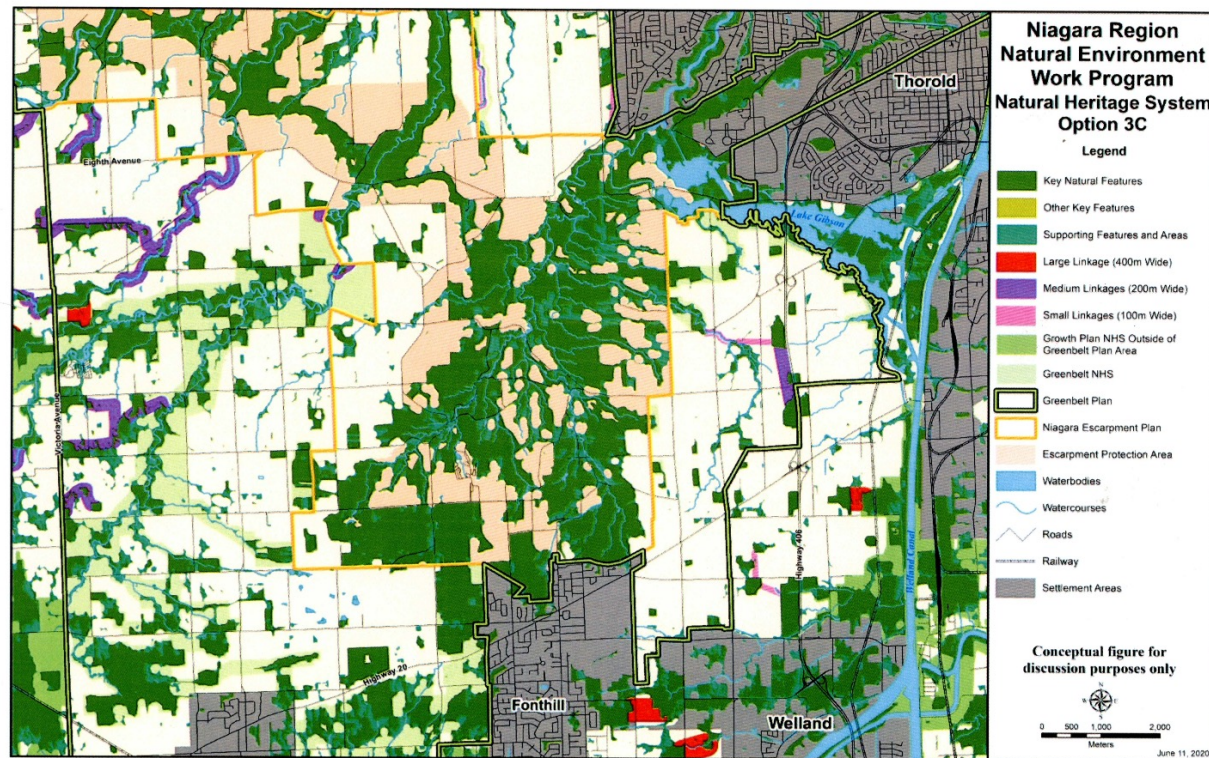 Niagara Region
Natural Environment
Work Program
Natural Heritage System
Option 3C
Legend
Key Natural Features
Other Key Features
Supporting Features and Areas
Large Linkage (400m Wide)
Medium Linkages (200m Wide)
Small Linkages (100m Wide)
Growth Plan NHS Outside of
Greenbelt Plan Area
Greenbelt NHS
Greenbelt Plan
Niagara Escarpment Plan
Escarpment Protection Area
Waterbodies
Watercourses
Roads
Railway
Settlement Areas
Conceptual figure for
discussion purposes only
N
W E
S
0 500 1,000 2,000
Meters
June 11, 2020
Thorold
Eighth Avenue
Lake Gibson
Victoria Avenue
Highway 406
Welland Canal
Highway 20
Fonthill
Welland